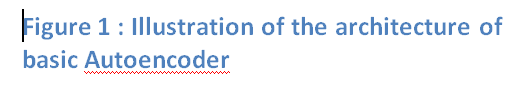 Figure 1 : Illustration of the architecture of
basic Autoencoder